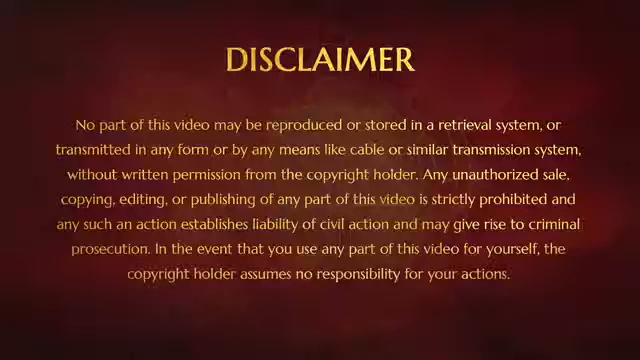 DISCLAIMER
No part of this video may be reproduced or stored in a retrieval system, or
transmitted in any form or by any means like cable or similar transmission system,
without written permission from the copyright holder. Any unauthorized sale,
copying, editing, or publishing of any part of this video is strictly prohibited and
any such an action establishes liability of civil action and may give rise to criminal
prosecution. In the event that you use any part of this video for yourself, the
copyright holder assumes no responsibility for your actions.